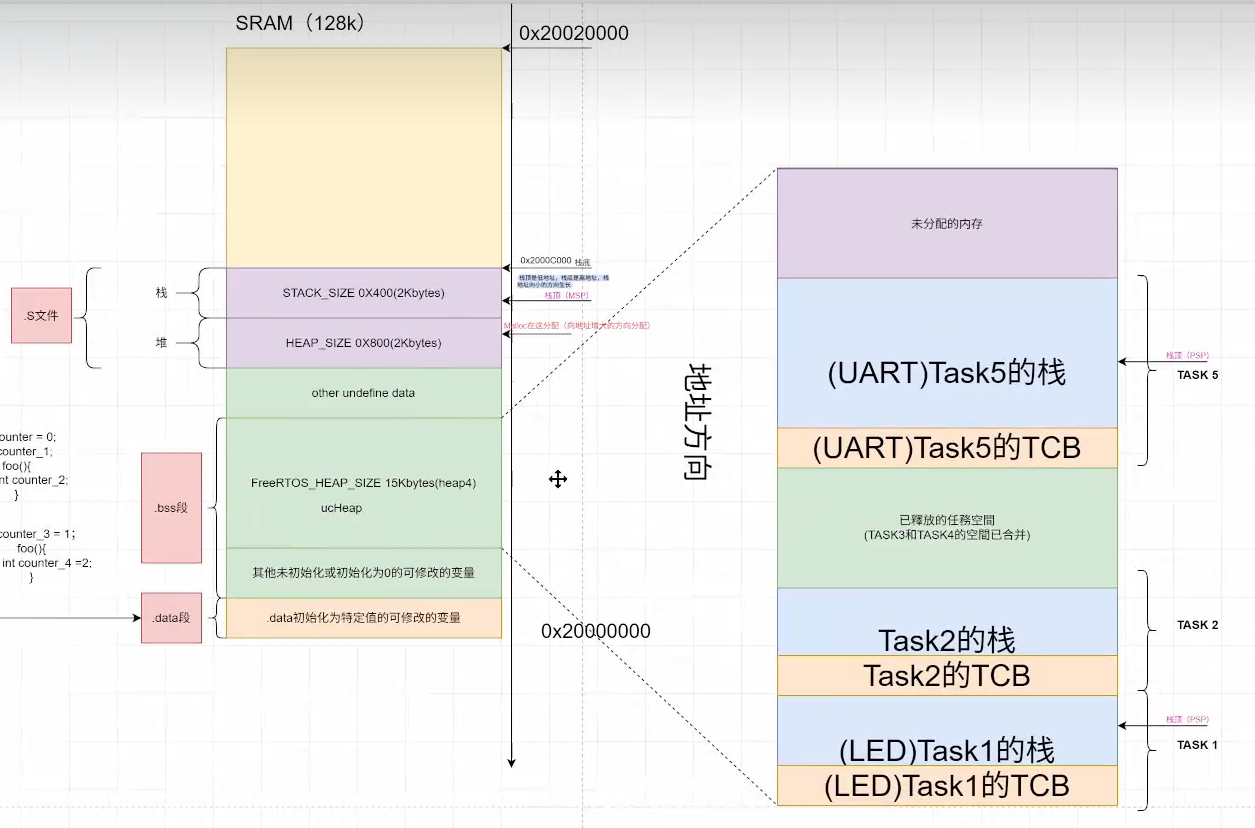 SRAM（128k）
0x20020000
0x2000C000 栈底
栈顶是低地址，栈底是高地址，栈
地址向小的方向生长
栈顶（MSP）
Malloc在这分配（向地址增大的方向分配）
.S文件
栈
堆
STACK_SIZE 0X400(2Kbytes)
HEAP_SIZE 0X800(2Kbytes)
other undefine data
FreeRTOS_HEAP_SIZE 15Kbytes(heap4)
ucHeap
其他未初始化或初始化为0的可修改的变量
.data初始化为特定值的可修改的变量
ounter = 0;
counter_1;
foo(){
nt counter_2;
}
counter_3 = 1；
foo(){
int counter_4 =2;
}
.bss段
.data段
0x20000000
地址方向
未分配的内存
(UART)Task5的栈
(UART)Task5的TCB
已釋放的任務空間
(TASK3和TASK4的空間已合并)
Task2的栈
Task2的TCB
(LED)Task1的栈
(LED)Task1的TCB
栈顶（PSP）
TASK 5
TASK 2
栈顶（PSP）
TASK 1